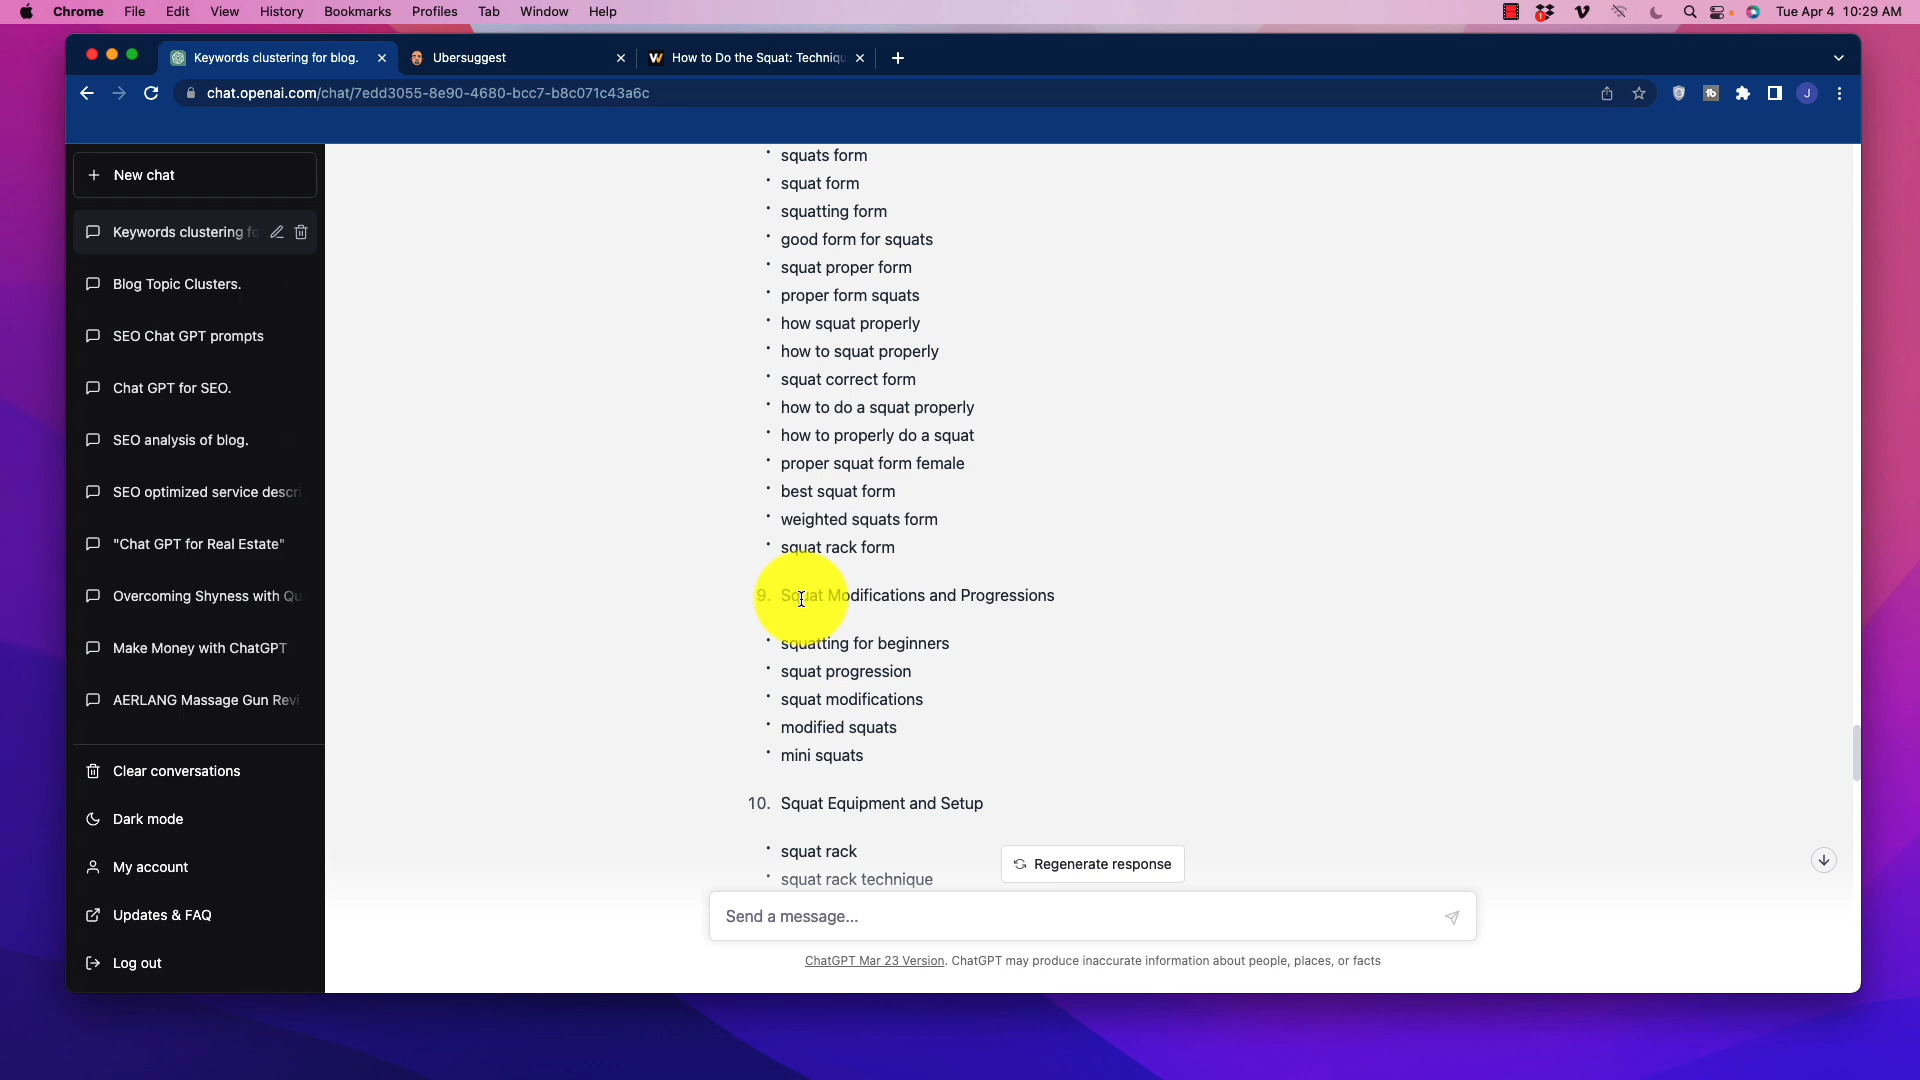 Chrome File Edit View History Bookmarks Profiles Tab Window Help Tue Apr 4 10:29 AM
Keywords clustering for blog. Ubersuggest How to Do the Squat: Techniqu
chat.openai.com/chat/7edd3055-8e90-4680-bcc7-b8c071c43a6c
New chat
Keywords clustering fo
Blog Topic Clusters.
SEO Chat GPT prompts
Chat GPT for SEO.
SEO analysis of blog.
SEO optimized service descri
"Chat GPT for Real Estate"
Overcoming Shyness with Qu
Make Money with ChatGPT
AERLANG Massage Gun Revi
Clear conversations
Dark mode
My account
Updates & FAQ
Log out
• squats form
• squat form
• squatting form
• good form for squats
• squat proper form
• proper form squats
• how squat properly
• how to squat properly
• squat correct form
• how to do a squat properly
• how to properly do a squat
• proper squat form female
• best squat form
• weighted squats form
• squat rack form
9. Squat Modifications and Progressions
• squatting for beginners
• squat progression
• squat modifications
• modified squats
• mini squats
10. Squat Equipment and Setup
• squat rack
• squat rack technique
Regenerate response
Send a message...
ChatGPT Mar 23 Version. ChatGPT may produce inaccurate information about people, places, or facts